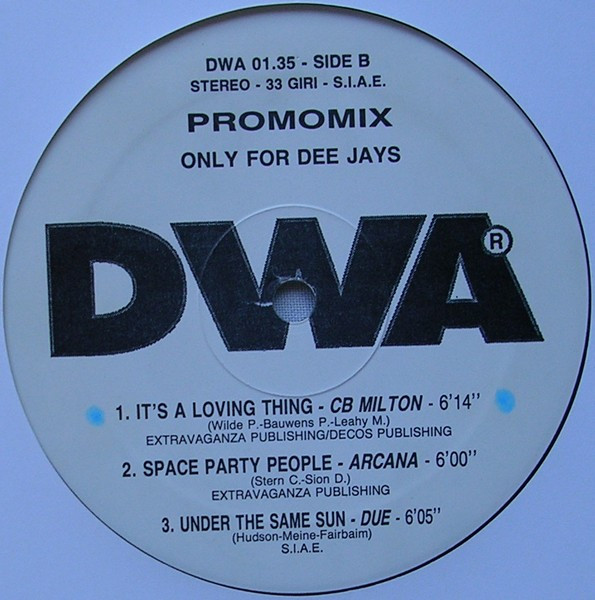 DWA 01.35 - SIDE B
STEREO - 33 GIRI - S.I.A.E.
PROMOMIX
ONLY FOR DEE JAYS
DWA®
1. IT'S A LOVING THING - CB MILTON - 6'14"
(Wilde P.-Bauwens P.-Leahy M.)
EXTRAVAGANZA PUBLISHING/DECOS PUBLISHING
2. SPACE PARTY PEOPLE - ARCANA - 6'00"
(Stern C.-Sion D.)
EXTRAVAGANZA PUBLISHING
3. UNDER THE SAME SUN - DUE - 6'05"
(Hudson-Meine-Fairbaim)
S.I.A.E.